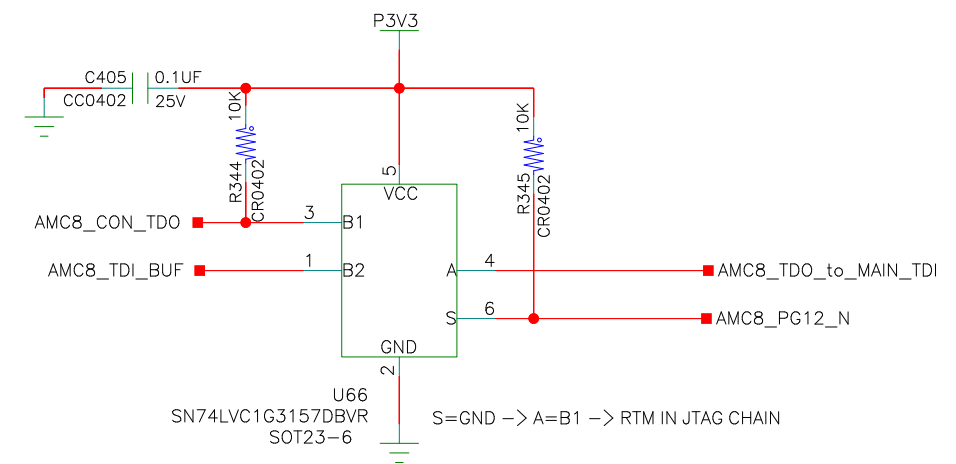 P3V3
C405 0.1UF
CC0402 25V
10K
R344
CR0402
10K
R345
CR0402
5
VCC
AMC8_CON_TDO
3
B1
AMC8_TDI_BUF
1
B2
A
4
AMC8_TDO_to_MAIN_TDI
S
6
AMC8_PG12_N
GND
2
U66
SN74LVC1G3157DBVR
SOT23-6
S=GND -> A=B1 -> RTM IN JTAG CHAIN